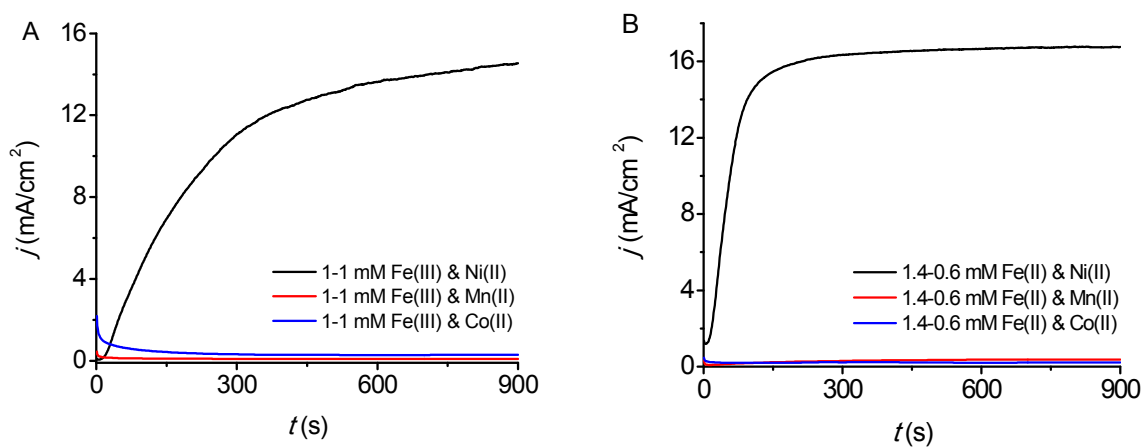 A
16
12
8
4
0
j (mA/cm²)
1-1 mM Fe(III) & Ni(II)
1-1 mM Fe(III) & Mn(II)
1-1 mM Fe(III) & Co(II)
0 300 600 900
t (s)
B
16
12
8
4
0
j (mA/cm²)
1.4-0.6 mM Fe(II) & Ni(II)
1.4-0.6 mM Fe(II) & Mn(II)
1.4-0.6 mM Fe(II) & Co(II)
0 300 600 900
t (s)